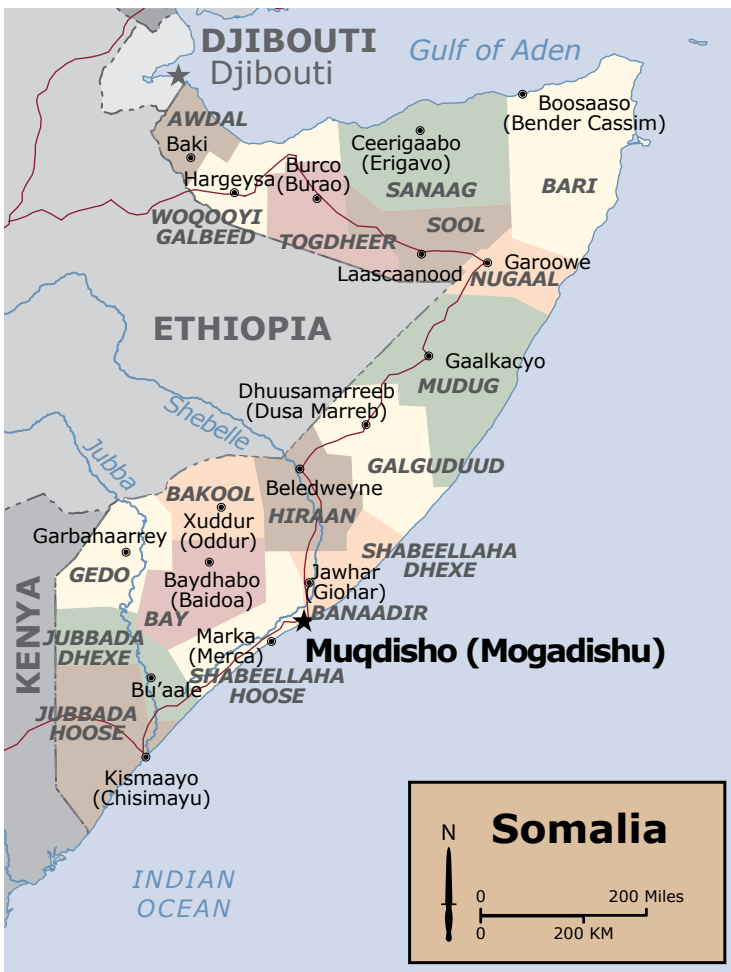 DJIBOUTI
Djibouti
Gulf of Aden
AWDAL
Baki
Boosaaso
(Bender Cassim)
Ceerigaabo
(Erigavo)
Burco
(Burao)
Hargeysa
SANAAG
BARI
WOQOOYI
GALBEED
TOGDHEER
SOOL
Laascaanood
Garoowe
NUGAAL
ETHIOPIA
Gaalkacyo
MUDUG
Dhuusamarreeb
(Dusa Marreb)
Shebelle
Jubba
GALGUDUUD
Beledweyne
HIRAAN
BAKOOL
Xuddur
(Oddur)
Garbahaarrey
GEDO
SHABEELLAHA
DHEXE
Baydhabo
(Baidoa)
Jawhar
(Giohar)
BANAADIR
BAY
KENYA
JUBBADA
DHEXE
Marka
(Merca)
Muqdisho (Mogadishu)
SHABEELLAHA
HOOSE
Bu’aale
JUBBADA
HOOSE
Kismaayo
(Chisimayu)
INDIAN
OCEAN
Somalia
N
0 200 Miles
0 200 KM